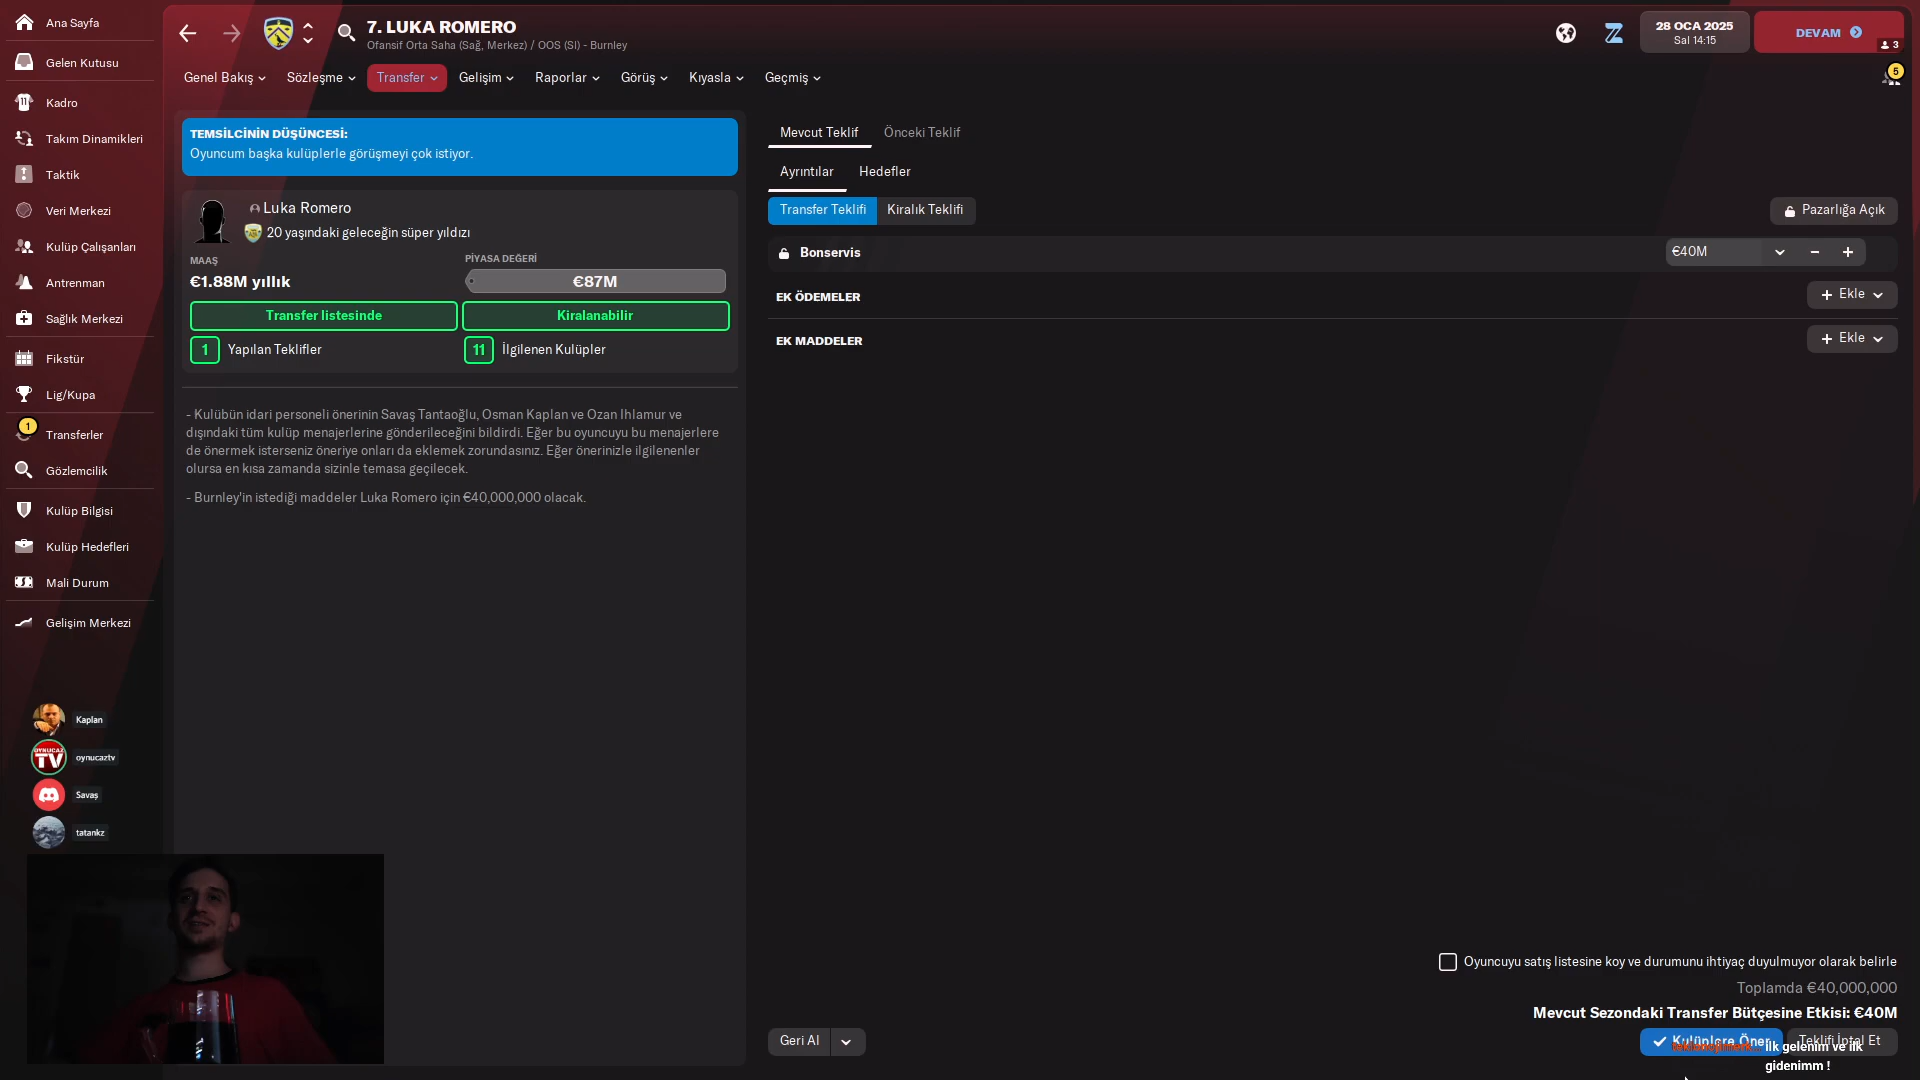 Ana Sayfa
Gelen Kutusu
Kadro
Takım Dinamikleri
Taktik
Veri Merkezi
Kulüp Çalışanları
Antrenman
Sağlık Merkezi
Fikstür
Lig/Kupa
1
Transferler
Gözlemcilik
Kulüp Bilgisi
Kulüp Hedefleri
Mali Durum
Gelişim Merkezi
Kaplan
OYNUCAZ
TV
oynucaztv
Savaş
tatankz
7. LUKA ROMERO
Ofansif Orta Saha (Sağ, Merkez) / OOS (Sl) - Burnley
28 OCA 2025
Sal 14:15
DEVAM
3
5
Genel Bakış
Sözleşme
Transfer
Gelişim
Raporlar
Görüş
Kıyasla
Geçmiş
TEMSİLCİNİN DÜŞÜNCESİ:
Oyuncum başka kulüplerle görüşmeyi çok istiyor.
Luka Romero
20 yaşındaki geleceğin süper yıldızı
MAAŞ
€1.88M yıllık
PİYASA DEĞERİ
€87M
Transfer listesinde
Kiralanabilir
1 Yapılan Teklifler
11 İlgilenen Kulüpler
- Kulübün idari personeli önerinin Savaş Tantaoğlu, Osman Kaplan ve Ozan Ihlamur ve
dışındaki tüm kulüp menajerlerine gönderileceğini bildirdi. Eğer bu oyuncuyu bu menajerlere
de önermek isterseniz öneriye onları da eklemek zorundasınız. Eğer önerinizle ilgilenenler
olursa en kısa zamanda sizinle temasa geçilecek.
- Burnley'in istediği maddeler Luka Romero için €40,000,000 olacak.
Mevcut Teklif
Önceki Teklif
Ayrıntılar
Hedefler
Transfer Teklifi
Kiralık Teklifi
Pazarlığa Açık
Bonservis
€40M
EK ÖDEMELER
Ekle
EK MADDELER
Ekle
Oyuncuyu satış listesine koy ve durumunu ihtiyaç duyulmuyor olarak belirle
Toplamda €40,000,000
Mevcut Sezondaki Transfer Bütçesine Etkisi: €40M
Geri Al
Kulüplere Öner
Teklifi İptal Et
ilk gelenim ve ilk
gidenimm !